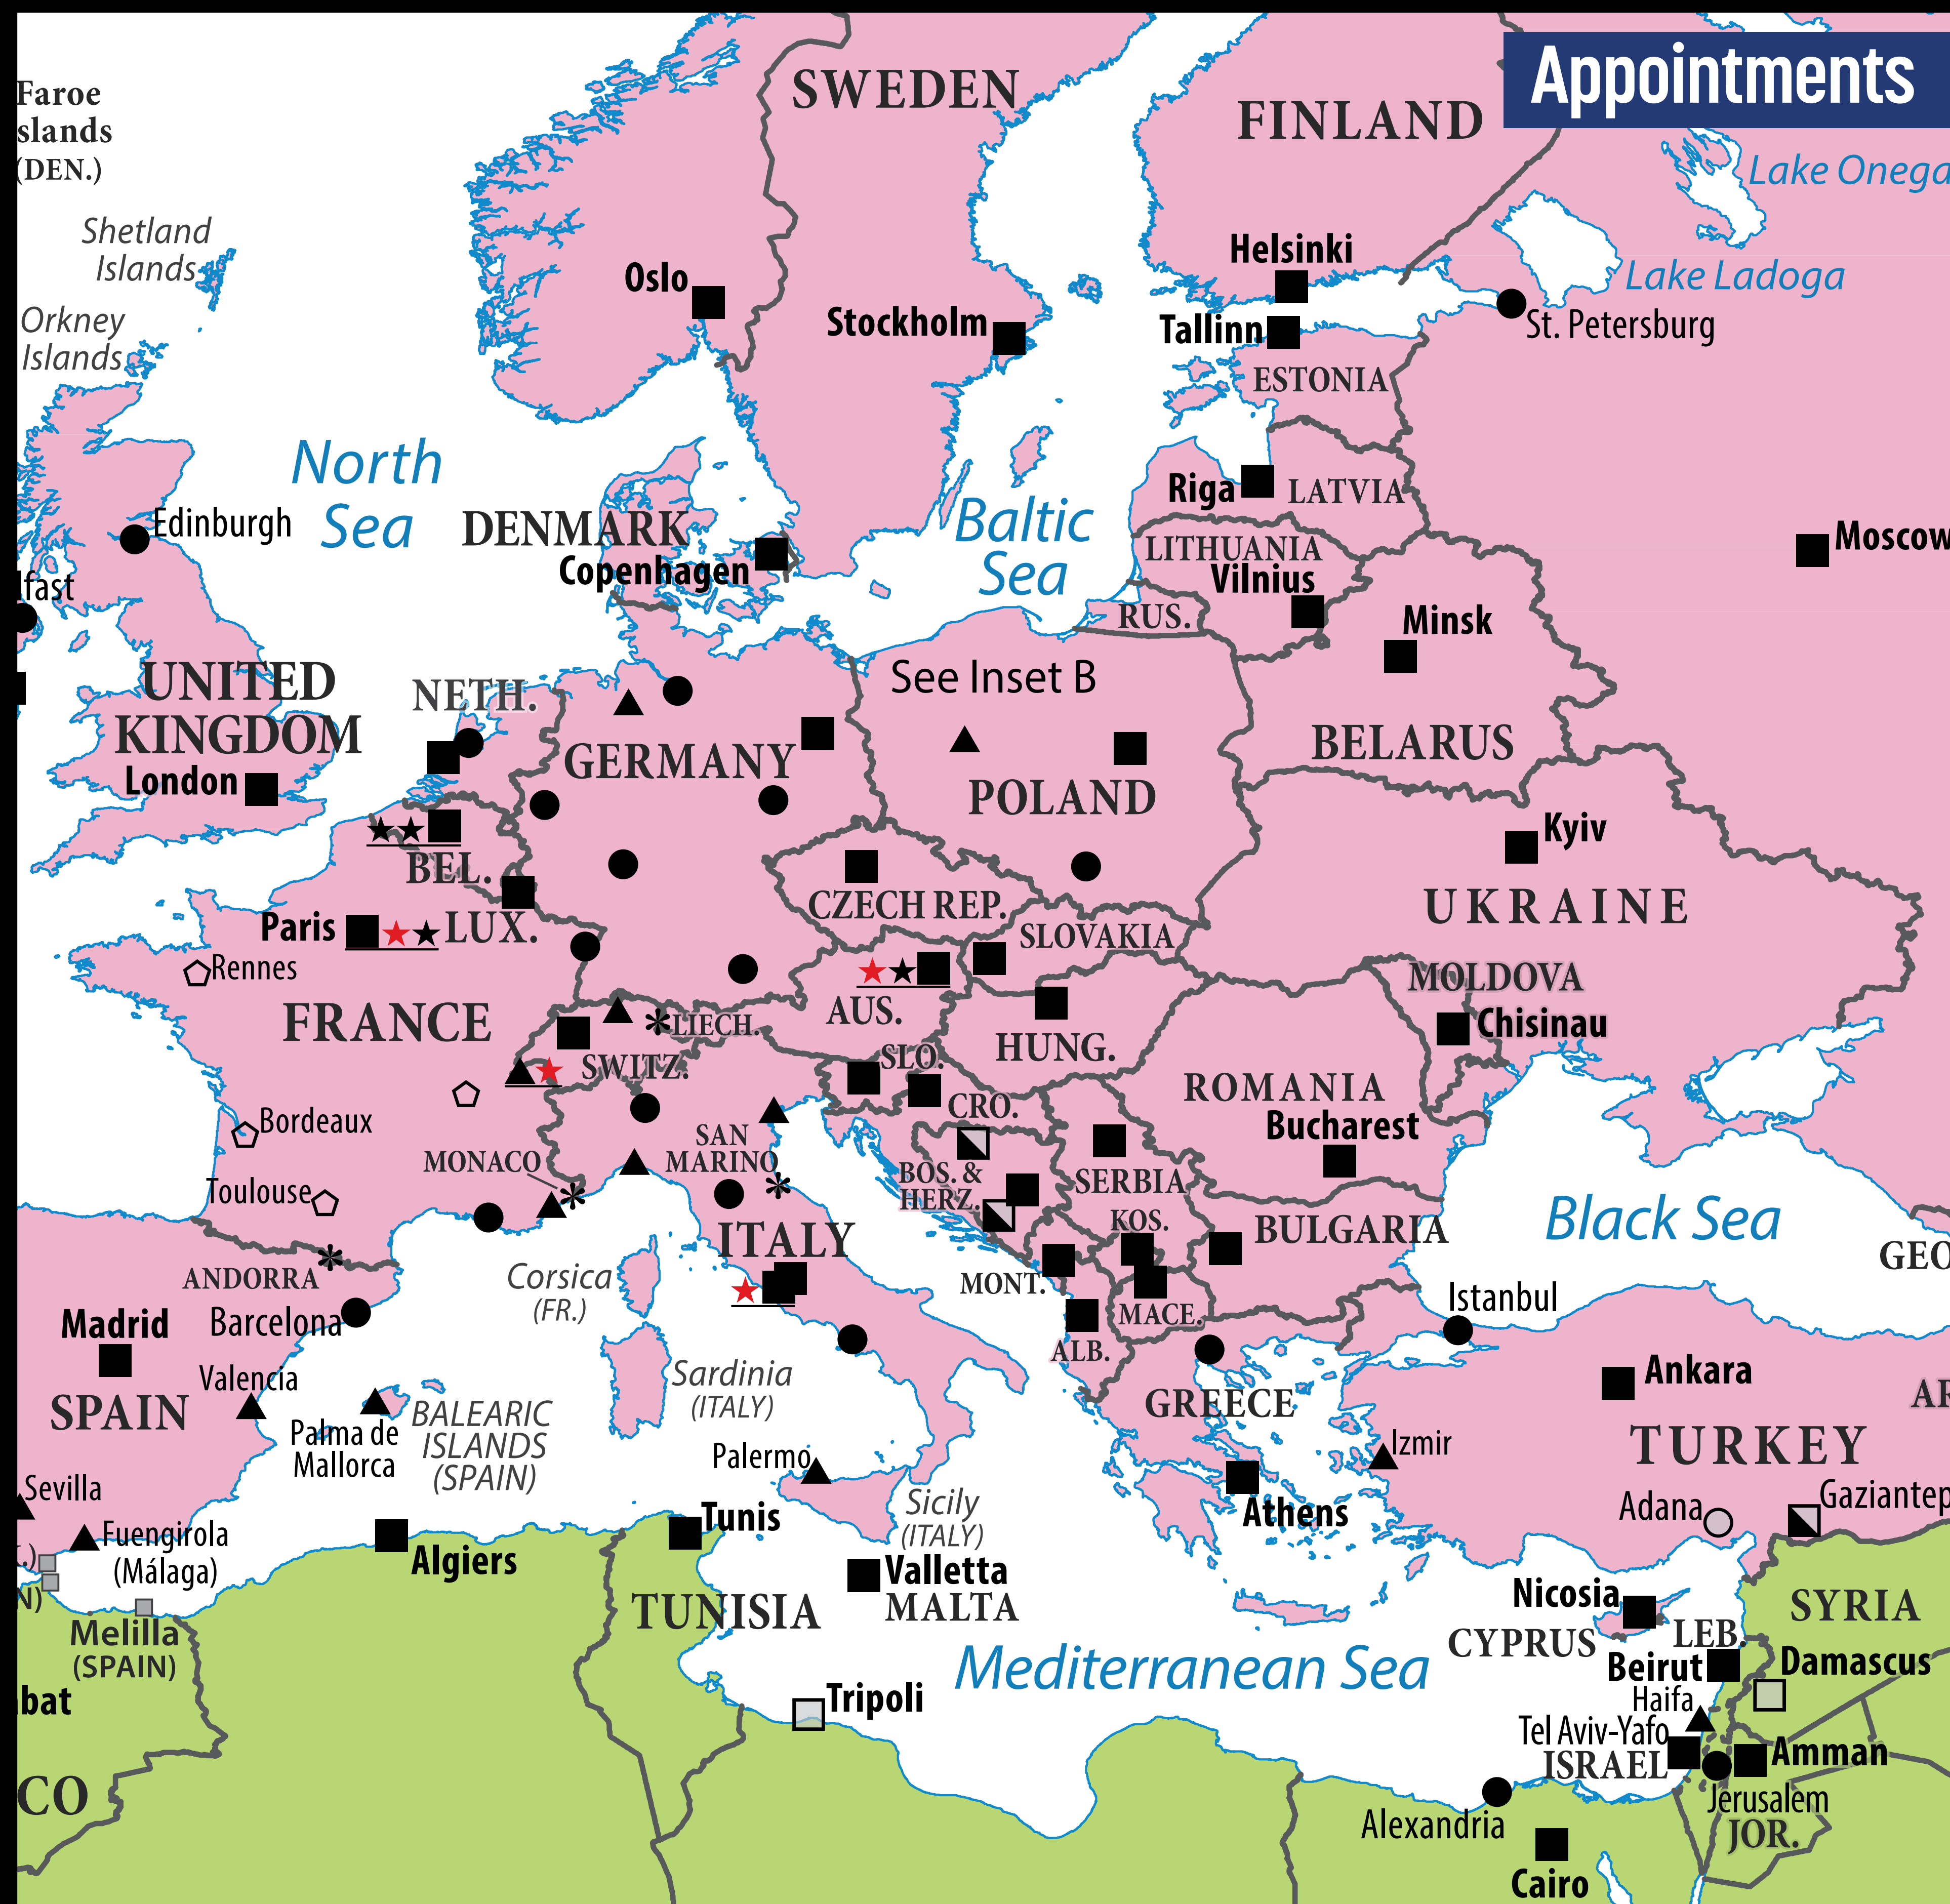 Appointments
Faroe
slands
(DEN.)
SWEDEN
FINLAND
Lake Onega
Shetland
Islands
Orkney
Islands
Oslo
Stockholm
Helsinki
Lake Ladoga
Tallinn
St. Petersburg
ESTONIA
North
Sea
Edinburgh
lfast
DENMARK
Copenhagen
Baltic
Sea
Riga
LATVIA
LITHUANIA
Vilnius
RUS.
Minsk
Moscow
UNITED
KINGDOM
London
NETH.
GERMANY
See Inset B
POLAND
BELARUS
Kyiv
UKRAINE
BEL.
LUX.
Paris
Rennes
FRANCE
CZECH REP.
SLOVAKIA
AUS.
LIECH.
SWITZ.
SLO.
HUNG.
MOLDOVA
Chisinau
ROMANIA
Bucharest
CRO.
Bordeaux
Toulouse
MONACO
SAN
MARINO
BOS. &
HERZ.
SERBIA
KOS.
BULGARIA
Black Sea
GEO
ITALY
MONT.
MACE.
ALB.
ANDORRA
Corsica
(FR.)
Madrid
Barcelona
SPAIN
Valencia
Palma de
Mallorca
BALEARIC
ISLANDS
(SPAIN)
Sardinia
(ITALY)
GREECE
Istanbul
Ankara
AR
TURKEY
Izmir
Adana
Gaziantep
Palermo
Sicily
(ITALY)
Athens
Sevilla
Fuengirola
(Málaga)
.)
N)
Melilla
(SPAIN)
Algiers
Tunis
TUNISIA
Valletta
MALTA
Mediterranean Sea
Nicosia
CYPRUS
SYRIA
LEB.
Beirut
Damascus
Haifa
Tel Aviv-Yafo
ISRAEL
Amman
Jerusalem
JOR.
bat
CO
Tripoli
Alexandria
Cairo